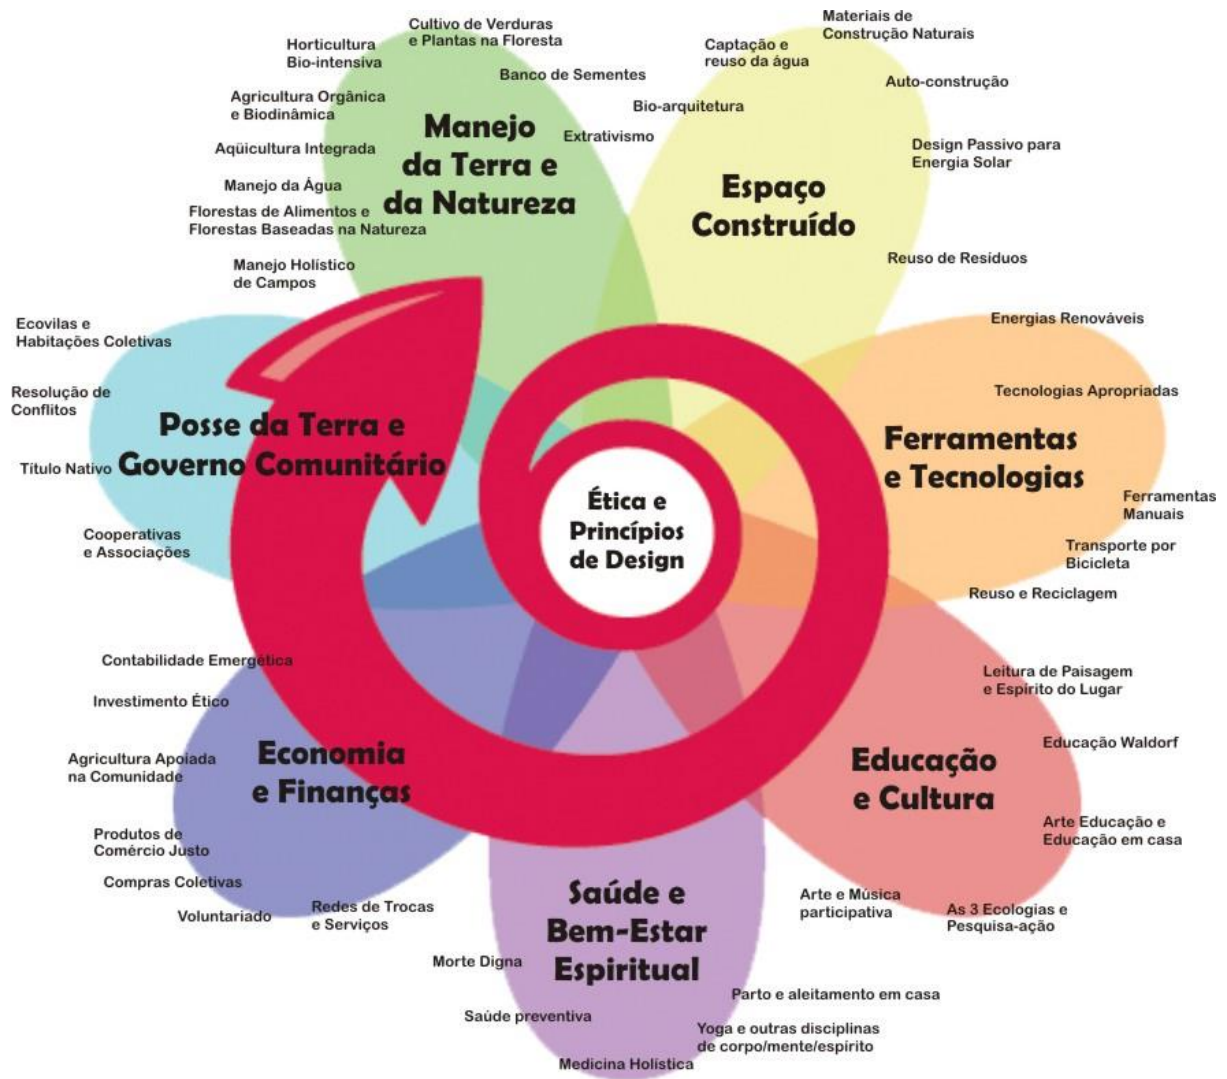 Cultivo de Verduras
e Plantas na Floresta
Horticultura
Bio-intensiva
Banco de Sementes
Agricultura Orgânica
e Biodinâmica
Extrativismo
Aqüicultura Integrada
Manejo da Água
Florestas de Alimentos e
Florestas Baseadas na Natureza
Manejo Holístico
de Campos
Manejo
da Terra e
da Natureza
Materiais de
Construção Naturais
Captação e
reuso da água
Auto-construção
Bio-arquitetura
Design Passivo para
Energia Solar
Reuso de Resíduos
Espaço
Construído
Energias Renováveis
Tecnologias Apropriadas
Ferramentas
e Tecnologias
Ferramentas
Manuais
Transporte por
Bicicleta
Reuso e Reciclagem
Ecovilas e
Habitações Coletivas
Resolução de
Conflitos
Posse da Terra e
Governo Comunitário
Título Nativo
Cooperativas
e Associações
Ética e
Princípios
de Design
Leitura de Paisagem
e Espírito do Lugar
Educação Waldorf
Educação
e Cultura
Arte Educação e
Educação em casa
Arte e Música
participativa
As 3 Ecologias e
Pesquisa-ação
Contabilidade Emergética
Investimento Ético
Agricultura Apoiada
na Comunidade
Economia
e Finanças
Produtos de
Comércio Justo
Compras Coletivas
Voluntariado
Redes de Trocas
e Serviços
Saúde e
Bem-Estar
Espiritual
Morte Digna
Saúde preventiva
Medicina Holística
Parto e aleitamento em casa
Yoga e outras disciplinas
de corpo/mente/espírito